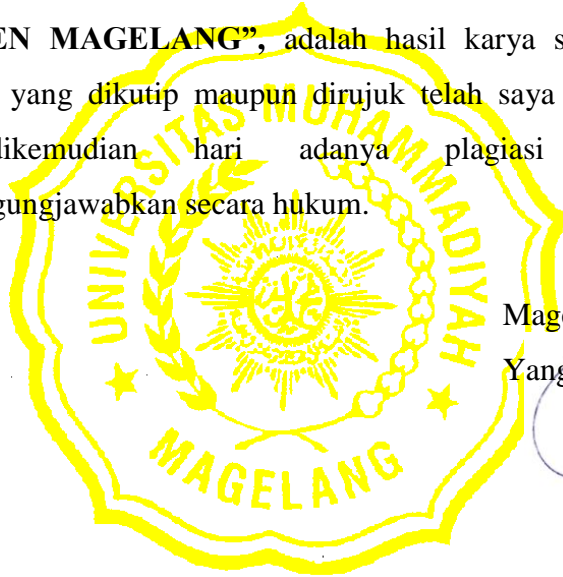 EN MAGELANG”, adalah hasil karya s
yang dikutip maupun dirujuk telah saya
dikemudian hari adanya plagiasi
gungjawabkan secara hukum.
Mage
Yang
UNIVERSITAS MUHAMMADIYAH
MAGELANG